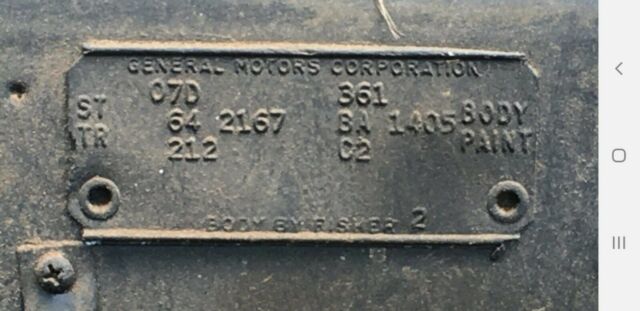 GENERAL MOTORS CORPORATION
07D 361
ST 64 2167 BA 1405 BODY
TR 212 C2 PAINT
BODY BY FISHER 2